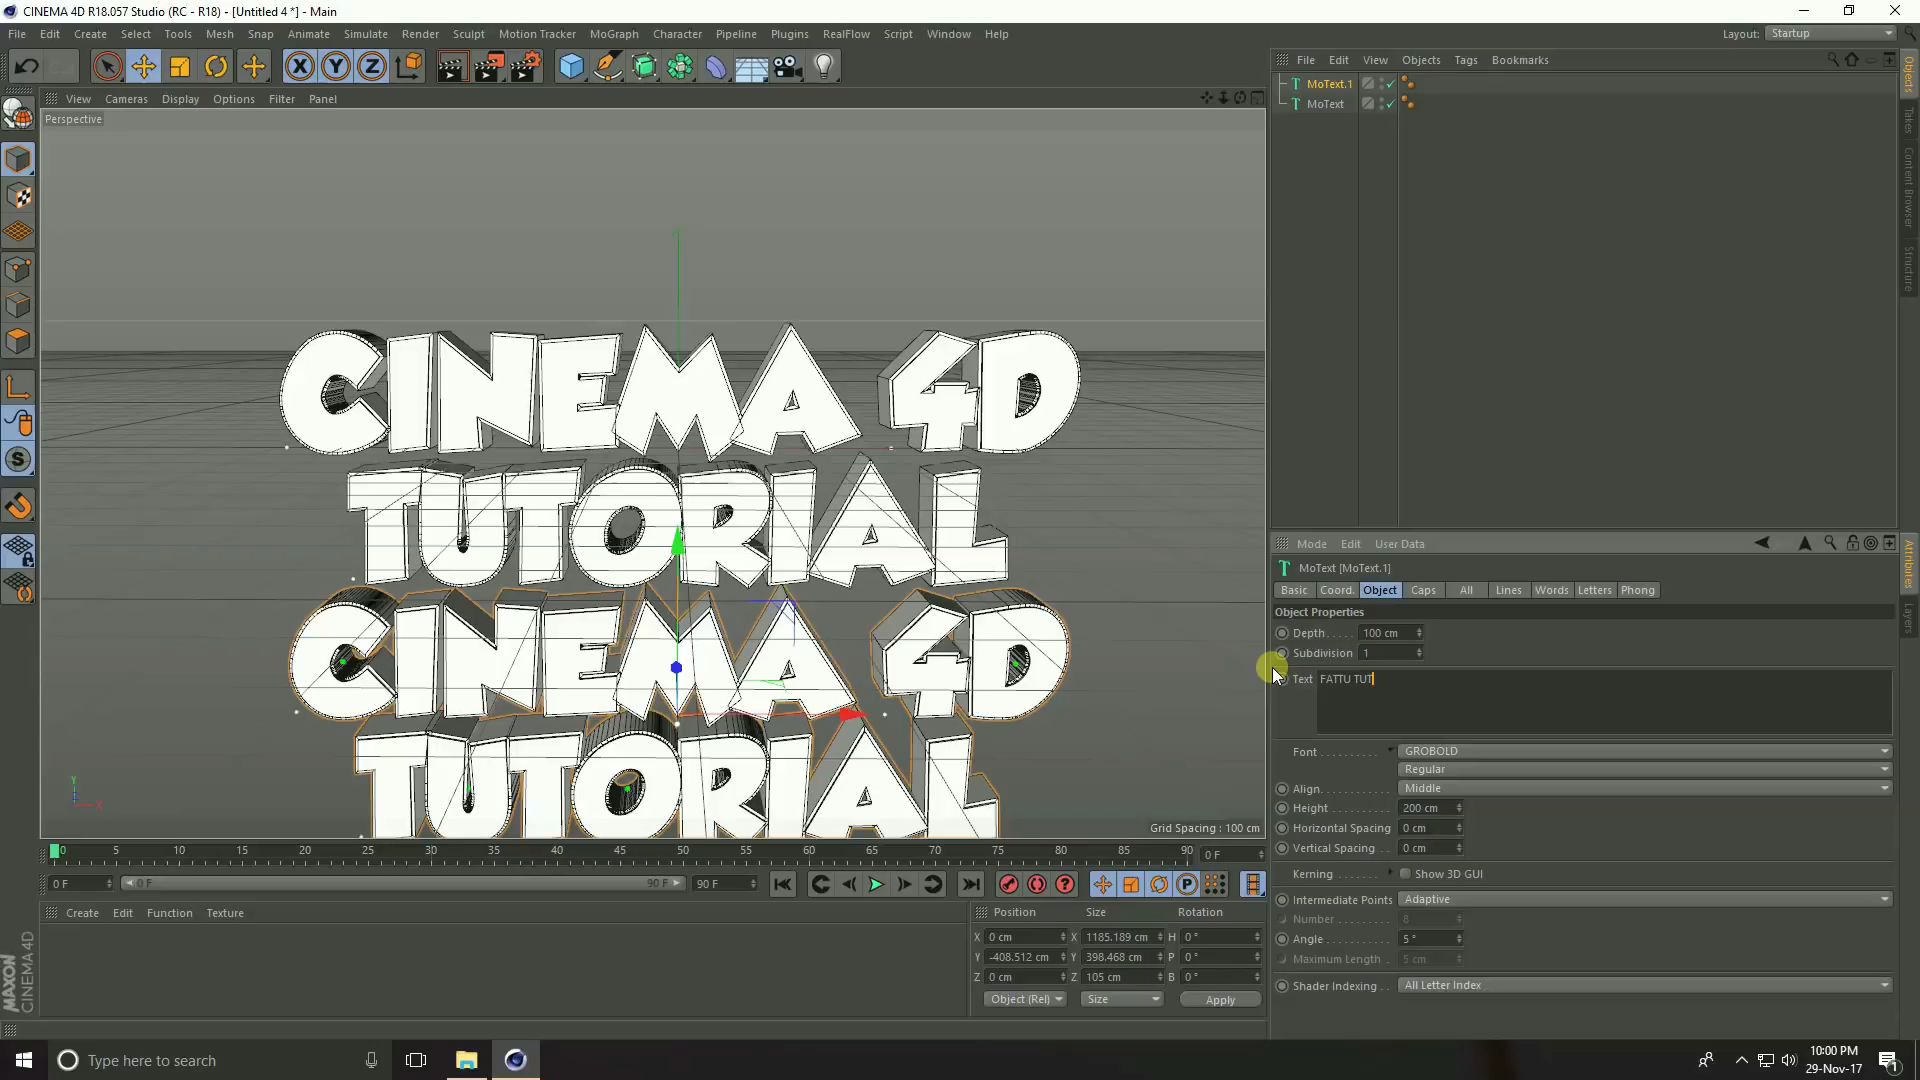 CINEMA 4D R18.057 Studio (RC - R18) - [Untitled 4 *] - Main
File Edit Create Select Tools Mesh Snap Animate Simulate Render Sculpt Motion Tracker MoGraph Character Pipeline Plugins RealFlow Script Window Help
Layout: Startup
View Cameras Display Options Filter Panel
Perspective
CINEMA 4D
TUTORIAL
CINEMA 4D
TUTORIAL
Y
X
Grid Spacing : 100 cm
0 5 10 15 20 25 30 35 40 45 50 55 60 65 70 75 80 85 90
0 F
0 F
0 F
90 F
90 F
Create Edit Function Texture
MAXON
CINEMA 4D
Position Size Rotation
X 0 cm X 1185.189 cm H 0 °
Y -408.512 cm Y 398.468 cm P 0 °
Z 0 cm Z 105 cm B 0 °
Object (Rel) Size Apply
File Edit View Objects Tags Bookmarks
MoText.1
MoText
Objects
Takes
Content Browser
Structure
Mode Edit User Data
MoText [MoText.1]
Basic Coord. Object Caps All Lines Words Letters Phong
Object Properties
Depth 100 cm
Subdivision 1
Text FATTU TUT
Font GROBOLD
Regular
Align Middle
Height 200 cm
Horizontal Spacing 0 cm
Vertical Spacing 0 cm
Kerning Show 3D GUI
Intermediate Points Adaptive
Number 8
Angle 5 °
Maximum Length 5 cm
Shader Indexing All Letter Index
Attributes
Layers
Type here to search
10:00 PM
29-Nov-17
1